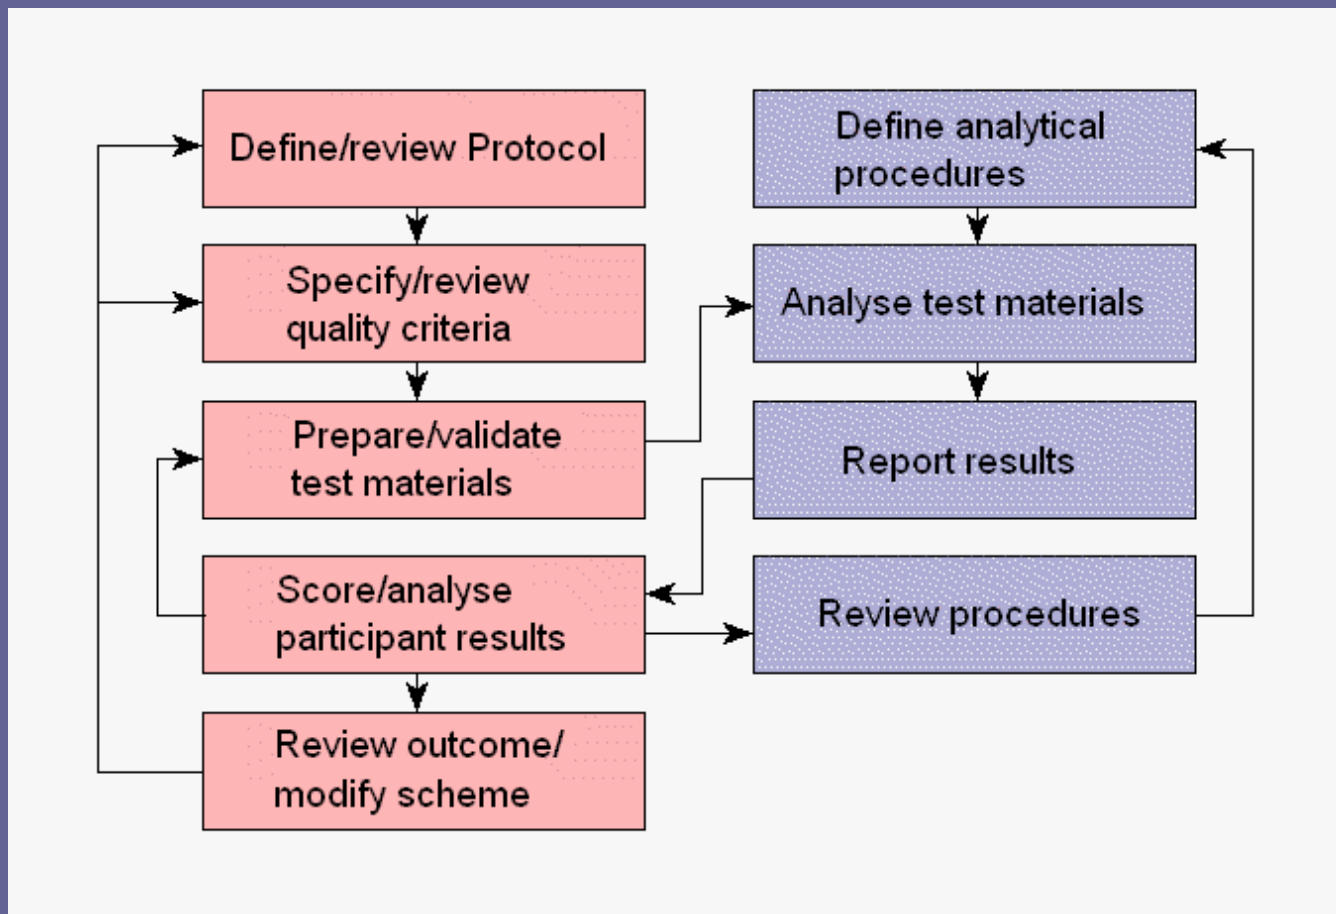 Define/review Protocol
Specify/review
quality criteria
Prepare/validate
test materials
Score/analyse
participant results
Review outcome/
modify scheme
Define analytical
procedures
Analyse test materials
Report results
Review procedures